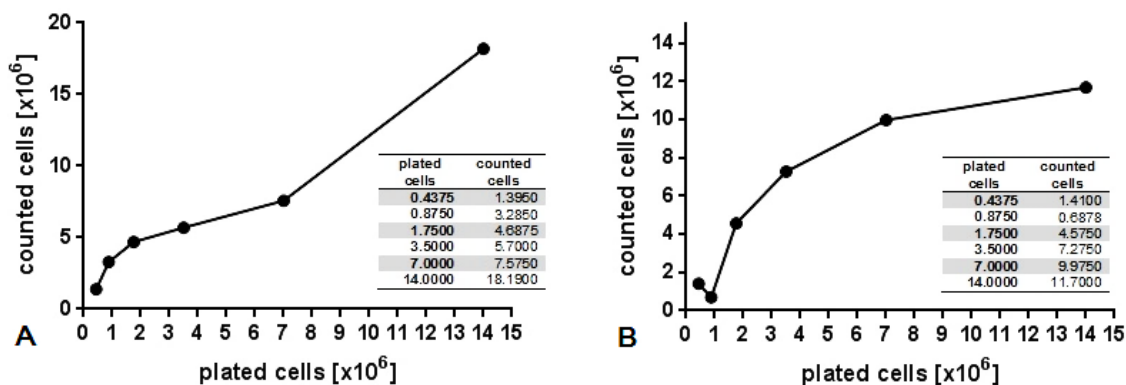 20
15
10
5
0
counted cells [x10⁶]
0 1 2 3 4 5 6 7 8 9 10 11 12 13 14 15
plated cells [x10⁶]
plated counted
cells cells
0.4375 1.3950
0.8750 3.2850
1.7500 4.6875
3.5000 5.7000
7.0000 7.5750
14.0000 18.1900
A
14
12
10
8
6
4
2
0
counted cells [x10⁶]
0 1 2 3 4 5 6 7 8 9 10 11 12 13 14 15
plated cells [x10⁶]
plated counted
cells cells
0.4375 1.4100
0.8750 0.6878
1.7500 4.5750
3.5000 7.2750
7.0000 9.9750
14.0000 11.7000
B